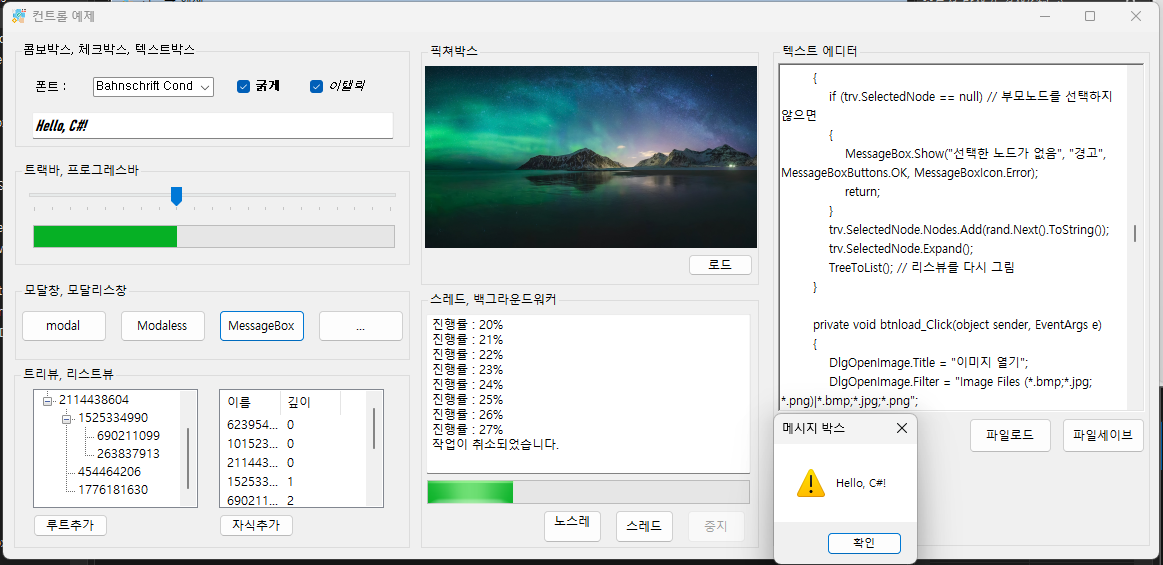 컨트롤 예제
콤보박스, 체크박스, 텍스트박스
폰트 :
Bahnschrift Cond
굵게
이탤릭
Hello, C#!
트랙바, 프로그레스바
모달창, 모달리스창
modal
Modaless
MessageBox
...
트리뷰, 리스트뷰
2114438604
1525334990
690211099
263837913
454464206
1776181630
루트추가
이름 깊이
623954... 0
101523... 0
211443... 0
152533... 1
690211... 2
자식추가
픽쳐박스
로드
스레드, 백그라운드워커
진행률 : 20%
진행률 : 21%
진행률 : 22%
진행률 : 23%
진행률 : 24%
진행률 : 25%
진행률 : 26%
진행률 : 27%
작업이 취소되었습니다.
노스레
스레드
중지
텍스트 에디터
{
if (trv.SelectedNode == null) // 부모노드를 선택하지
않으면
{
MessageBox.Show("선택한 노드가 없음", "경고",
MessageBoxButtons.OK, MessageBoxIcon.Error);
return;
}
trv.SelectedNode.Nodes.Add(rand.Next().ToString());
trv.SelectedNode.Expand();
TreeToList(); // 리스뷰를 다시 그림
}
private void btnload_Click(object sender, EventArgs e)
{
DlgOpenImage.Title = "이미지 열기";
DlgOpenImage.Filter = "Image Files (*.bmp;*.jpg;
*.png)|*.bmp;*.jpg;*.png";
파일로드
파일세이브
메시지 박스
Hello, C#!
확인